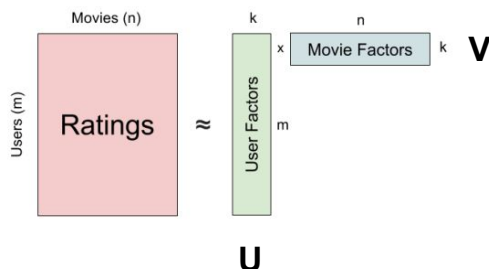 Movies (n)
k
n
Users (m)
Ratings
≈
User Factors
x
Movie Factors
k
V
m
U